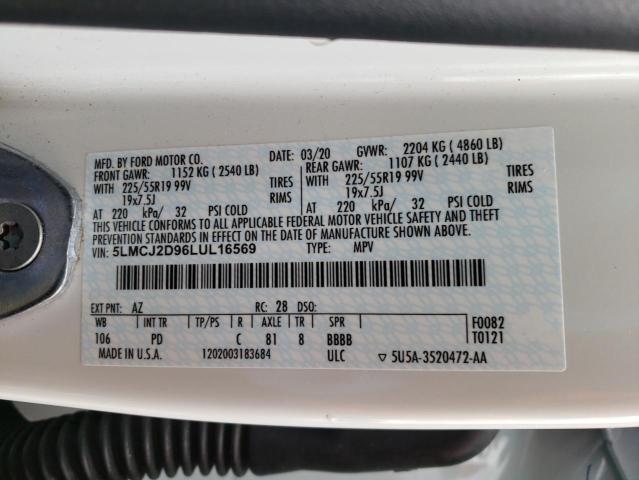 MFD. BY FORD MOTOR CO.
DATE: 03/20 GVWR: 2204 KG ( 4860 LB)
FRONT GAWR: 1152 KG ( 2540 LB) REAR GAWR: 1107 KG ( 2440 LB)
WITH 225/55R19 99V TIRES WITH 225/55R19 99V TIRES
19x7.5J RIMS 19x7.5J RIMS
AT 220 kPa/ 32 PSI COLD AT 220 kPa/ 32 PSI COLD
THIS VEHICLE CONFORMS TO ALL APPLICABLE FEDERAL MOTOR VEHICLE SAFETY AND THEFT
PREVENTION STANDARDS IN EFFECT ON THE DATE OF MANUFACTURE SHOWN ABOVE.
VIN: 5LMCJ2D96LUL16569 TYPE: MPV
EXT PNT: AZ RC: 28 DSO:
WB INT TR TP/PS R AXLE TR SPR F0082
106 PD C 81 8 BBBB T0121
MADE IN U.S.A. 1202003183684 ULC ▽ 5U5A-3520472-AA